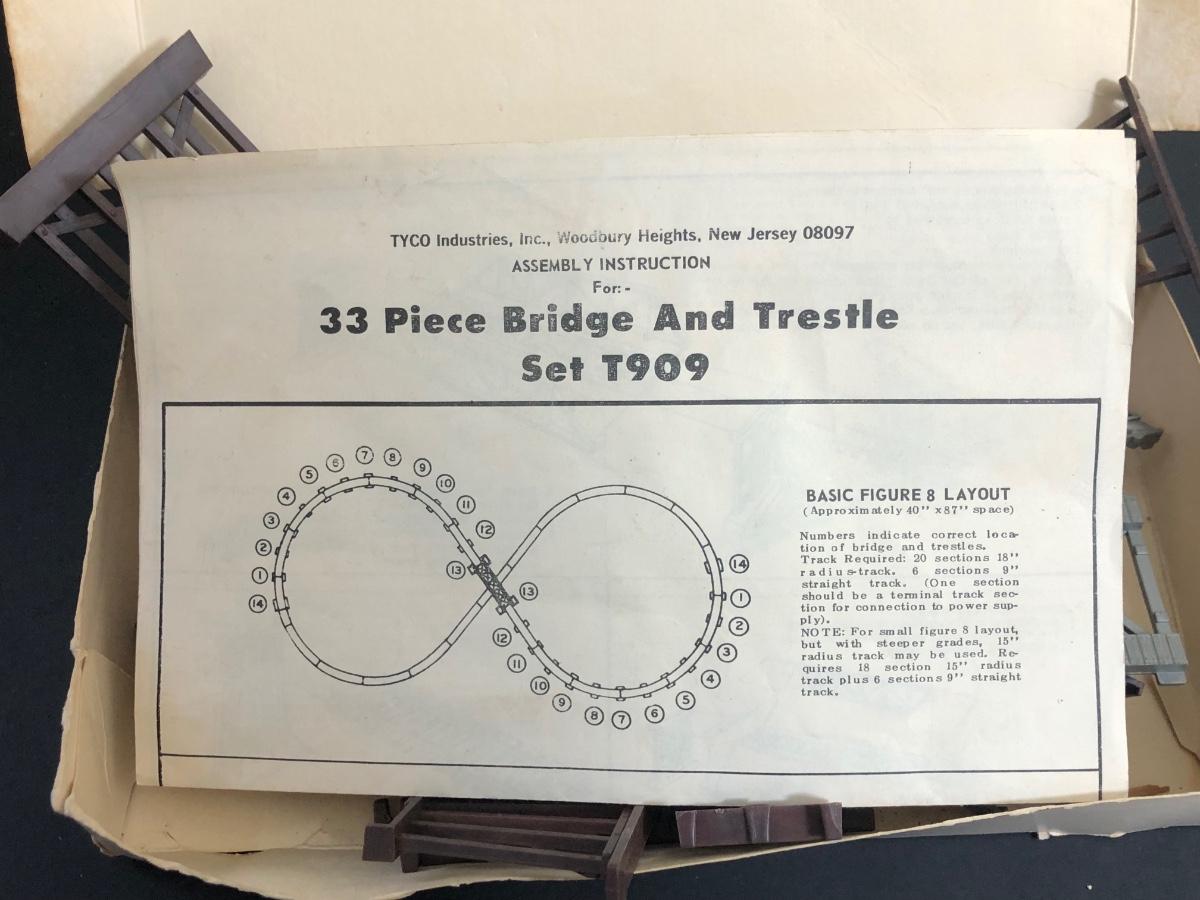 TYCO Industries, Inc., Woodbury Heights, New Jersey 08097
ASSEMBLY INSTRUCTION
For:-
33 Piece Bridge And Trestle
Set T909
7
6
8
5
9
4
10
3
11
2
12
1
13
14
BASIC FIGURE 8 LAYOUT
(Approximately 40'' x87'' space)
Numbers indicate correct loca-
tion of bridge and trestles.
Track Required: 20 sections 18''
radius-track. 6 sections 9''
straight track. (One section
should be a terminal track sec-
tion for connection to power sup-
ply).
NOTE: For small figure 8 layout,
but with steeper grades, 15''
radius track may be used. Re-
quires 18 section 15'' radius
track plus 6 sections 9'' straight
track.
14
1
13
2
12
3
11
4
10
5
9
6
8
7